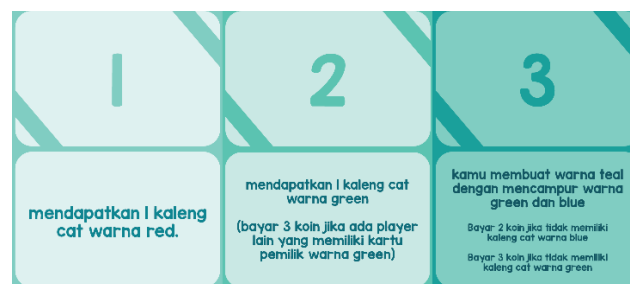 1
2
3
mendapatkan 1 kaleng
cat warna red.
mendapatkan 1 kaleng cat
warna green
(bayar 3 koin jika ada player
lain yang memiliki kartu
pemilik warna green)
kamu membuat warna teal
dengan mencampur warna
green dan blue
Bayar 2 koin jika tidak memiliki
kaleng cat warna blue
Bayar 3 koin jika tidak memiliki
kaleng cat warna green